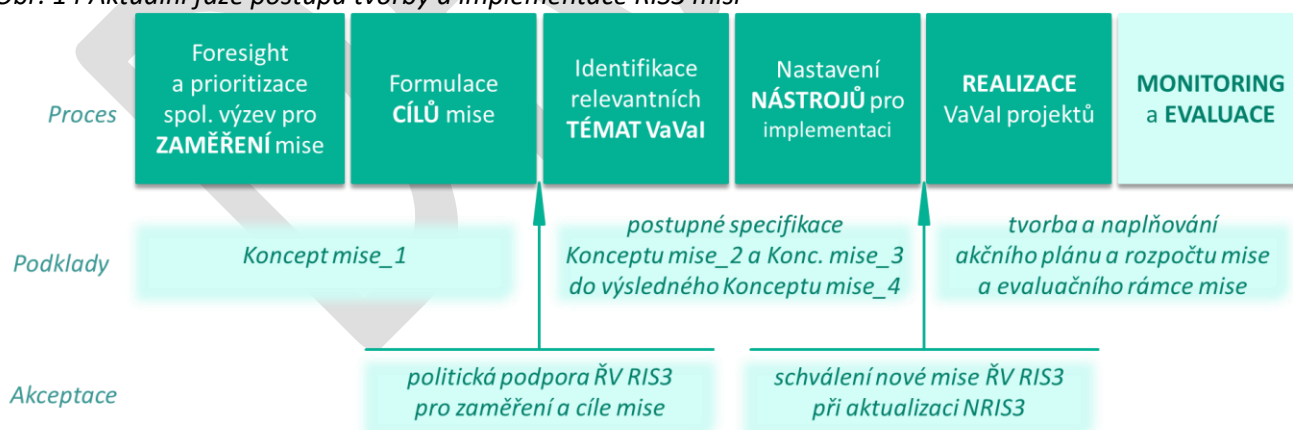 Obr. 14 Aktuální fáze postupu tvorby a implementace RIS3 misí
Proces
Foresight
a prioritizace
spol. výzev pro
ZAMĚŘENÍ mise
Formulace
CÍLŮ mise
Identifikace
relevantních
TÉMAT VaVaI
Nastavení
NÁSTROJŮ pro
implementaci
REALIZACE
VaVaI projektů
MONITORING
a EVALUACE
Podklady
Koncept mise_1
postupné specifikace
Konceptu mise_2 a Konc. mise_3
do výsledného Konceptu mise_4
tvorba a naplňování
akčního plánu a rozpočtu mise
a evaluačního rámce mise
Akceptace
politická podpora ŘV RIS3
pro zaměření a cíle mise
schválení nové mise ŘV RIS3
při aktualizaci NRIS3